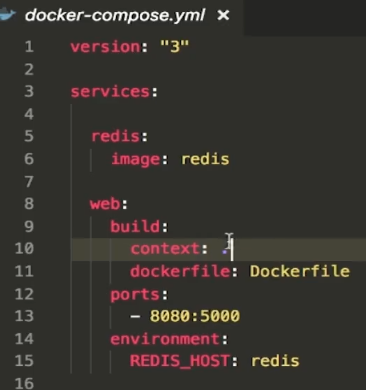 docker-compose.yml ×
1 version: "3"
2
3 services:
4
5 redis:
6 image: redis
7
8 web:
9 build:
10 context: .
11 dockerfile: Dockerfile
12 ports:
13 - 8080:5000
14 environment:
15 REDIS_HOST: redis
16